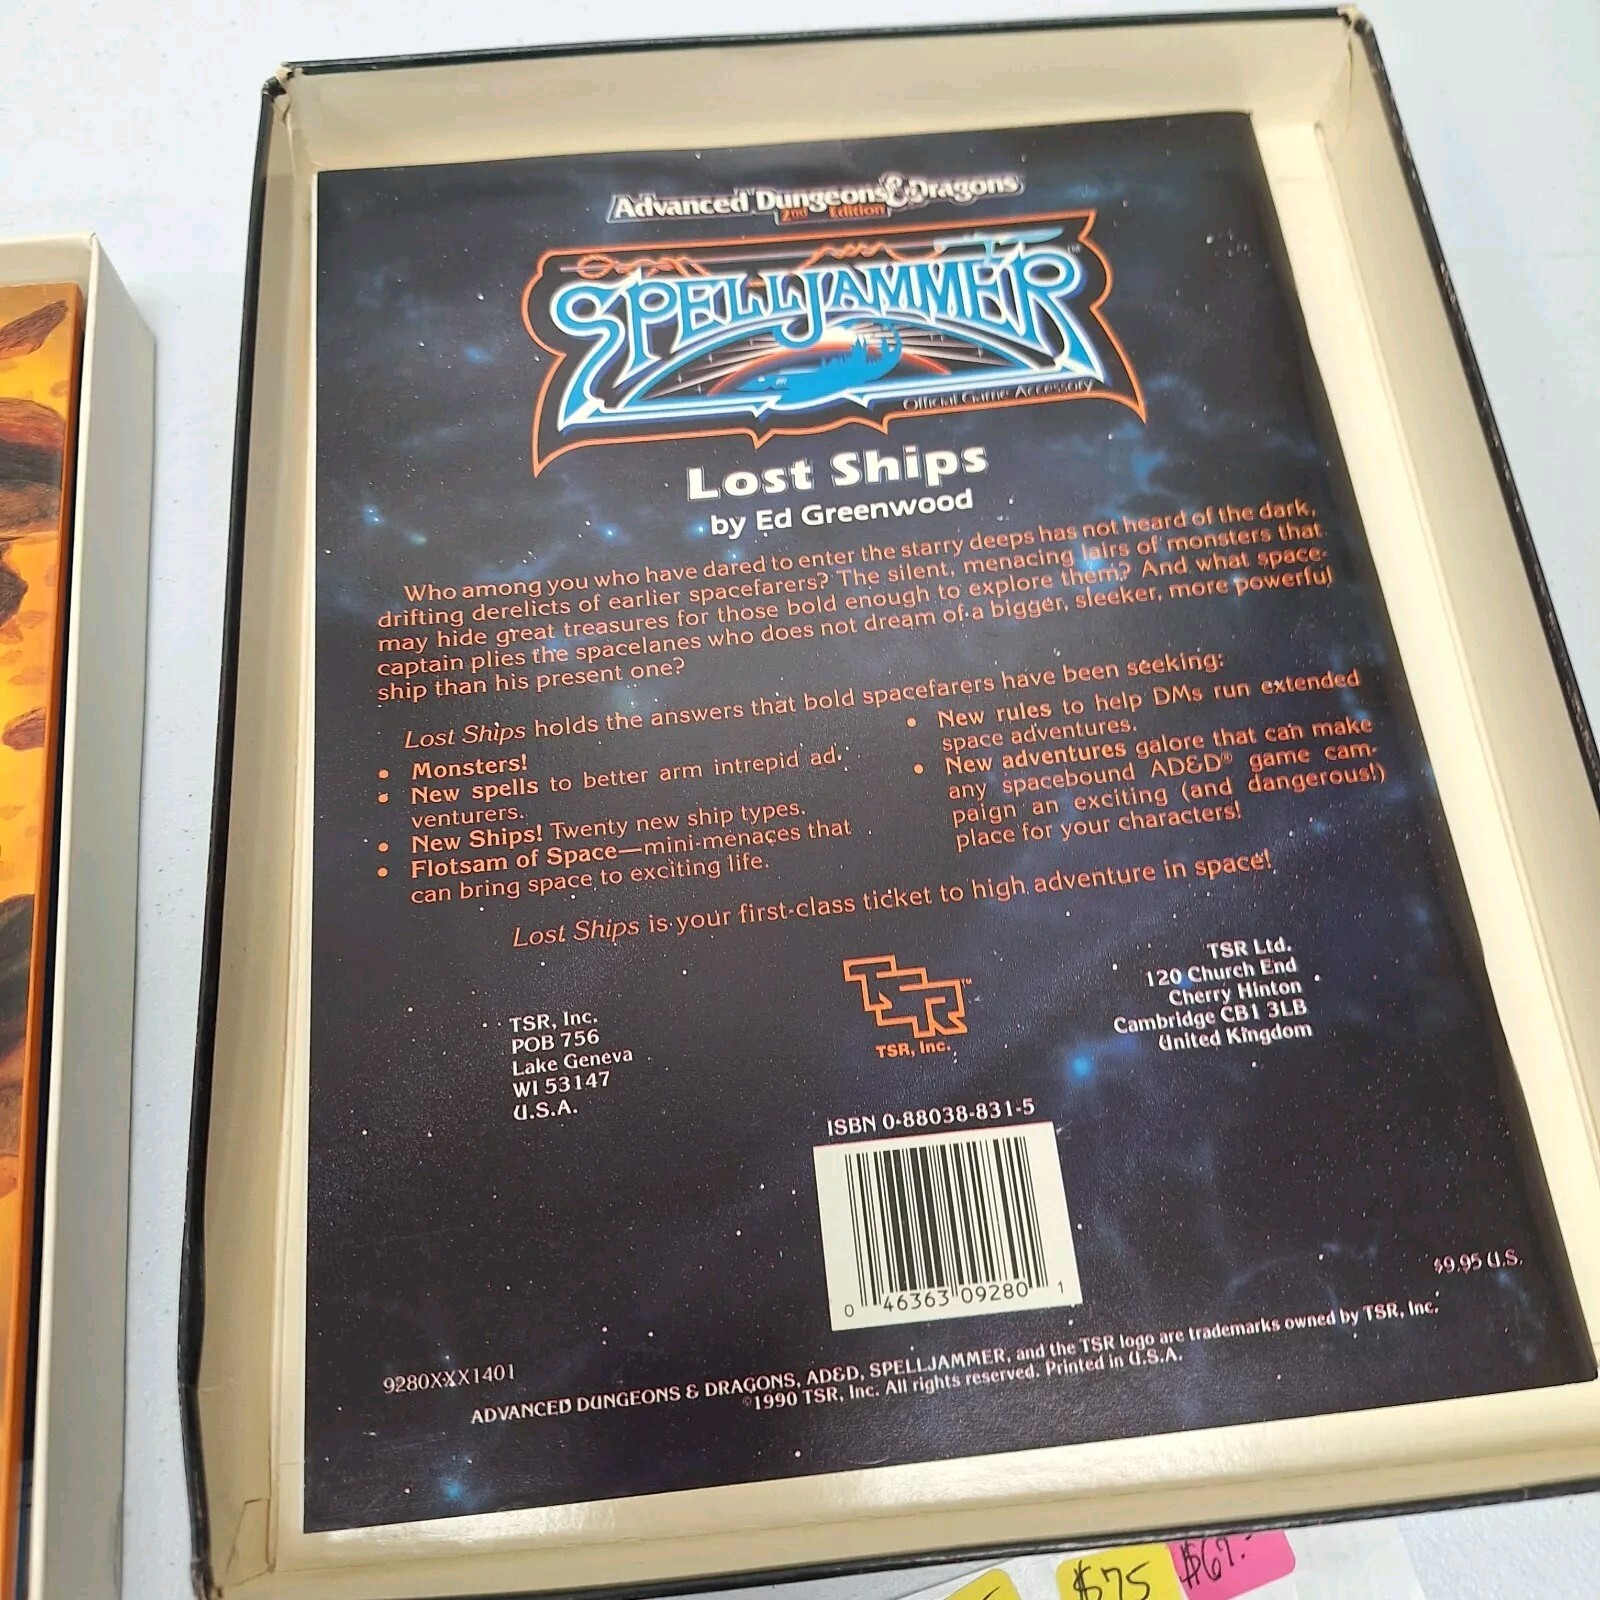 Advanced Dungeons & Dragons
2nd Edition
SPELLJAMMER™
Official Game Accessory
Lost Ships
by Ed Greenwood
Who among you who have dared to enter the starry deeps has not heard of the dark,
drifting derelicts of earlier spacefarers? The silent, menacing lairs of monsters that
may hide great treasures for those bold enough to explore them? And what space-
captain plies the spacelanes who does not dream of a bigger, sleeker, more powerful
ship than his present one?
Lost Ships holds the answers that bold spacefarers have been seeking:
• Monsters!
• New spells to better arm intrepid ad-
venturers.
• New Ships! Twenty new ship types.
• Flotsam of Space—mini-menaces that
can bring space to exciting life.
• New rules to help DMs run extended
space adventures.
• New adventures galore that can make
any spacebound AD&D® game cam-
paign an exciting (and dangerous!)
place for your characters!
Lost Ships is your first-class ticket to high adventure in space!
TSR, Inc.
POB 756
Lake Geneva
WI 53147
U.S.A.
TSR™
TSR, Inc.
TSR Ltd.
120 Church End
Cherry Hinton
Cambridge CB1 3LB
United Kingdom
ISBN 0-88038-831-5
0 46363 09280 1
$9.95 U.S.
9280XXX1401
ADVANCED DUNGEONS & DRAGONS, AD&D, SPELLJAMMER, and the TSR logo are trademarks owned by TSR, Inc.
©1990 TSR, Inc. All rights reserved. Printed in U.S.A.
$75
$67.-